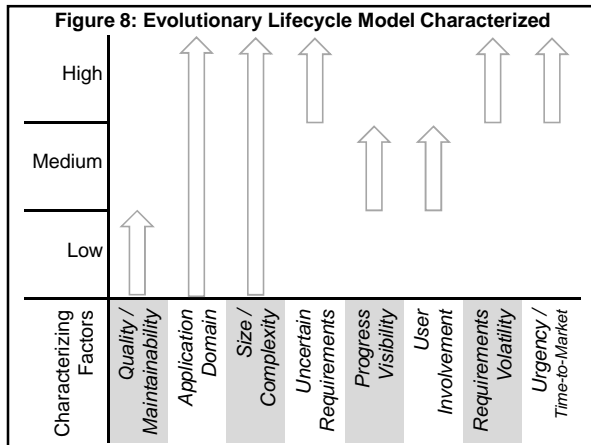 Figure 8: Evolutionary Lifecycle Model Characterized
High
Medium
Low
Characterizing
Factors
Quality /
Maintainability
Application
Domain
Size /
Complexity
Uncertain
Requirements
Progress
Visibility
User
Involvement
Requirements
Volatility
Urgency /
Time-to-Market